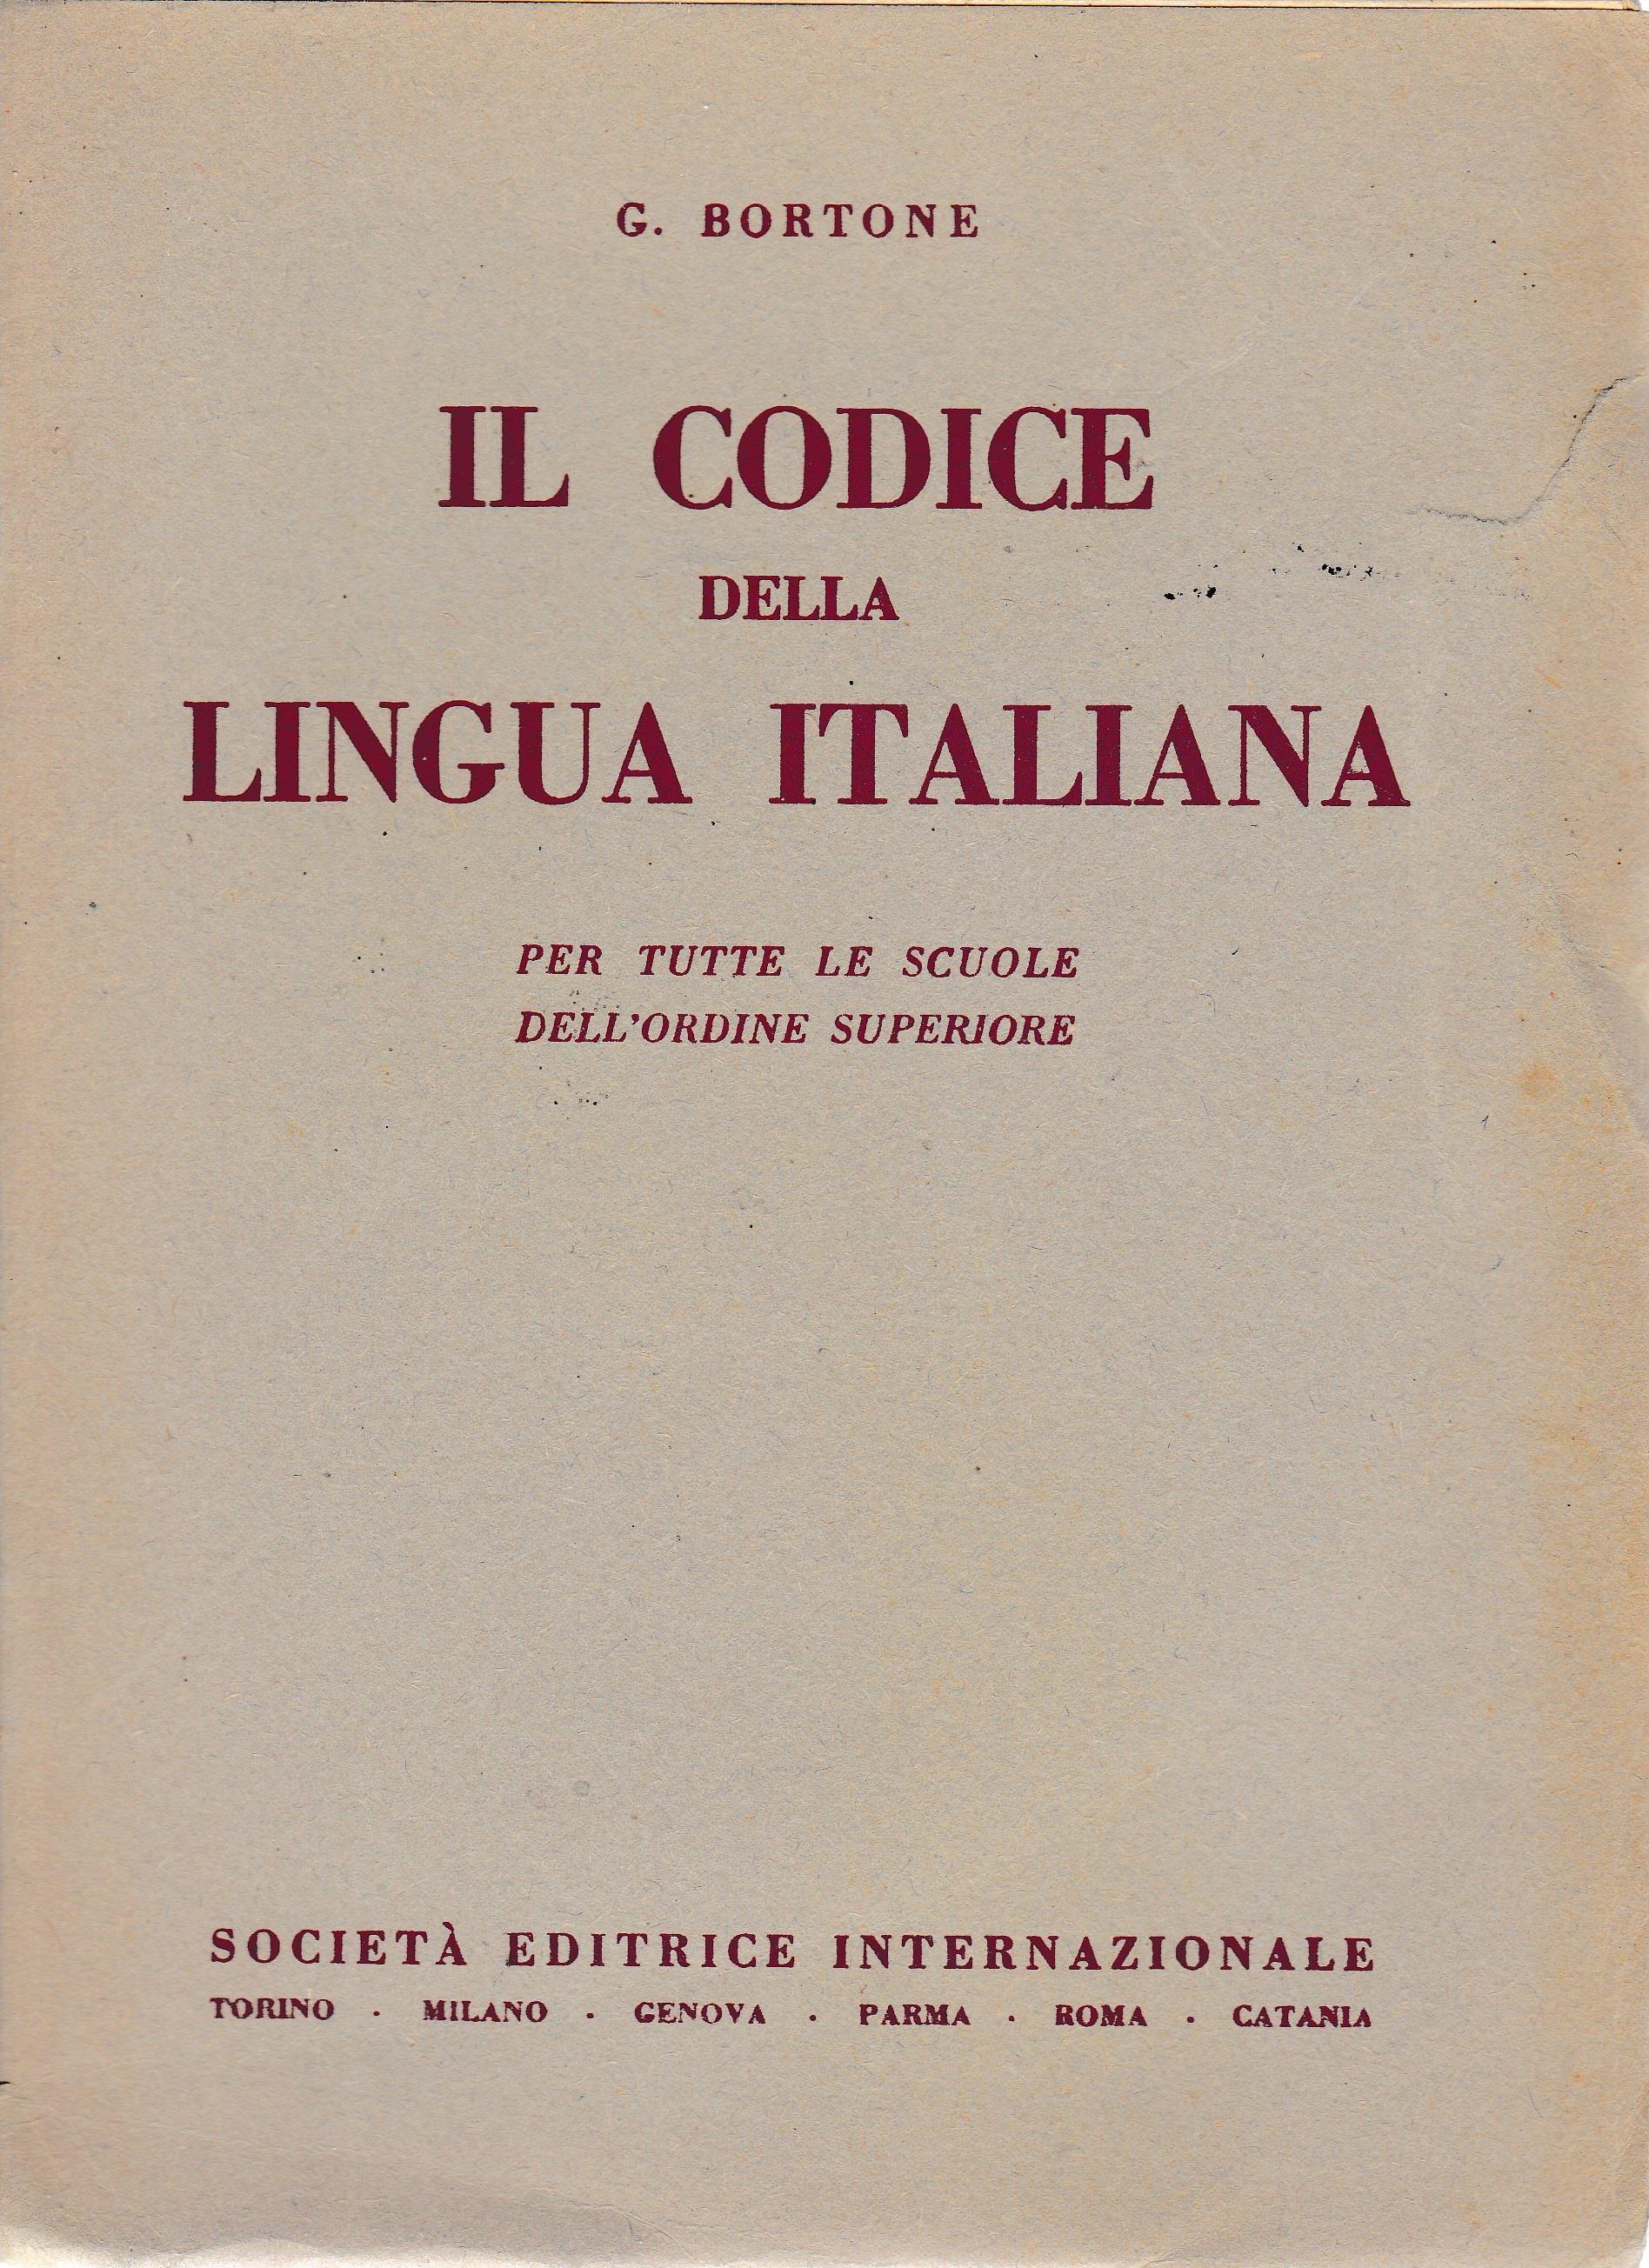 G. BORTONE
IL CODICE
DELLA
LINGUA ITALIANA
PER TUTTE LE SCUOLE
DELL'ORDINE SUPERIORE
SOCIETÀ EDITRICE INTERNAZIONALE
TORINO . MILANO . GENOVA . PARMA . ROMA . CATANIA